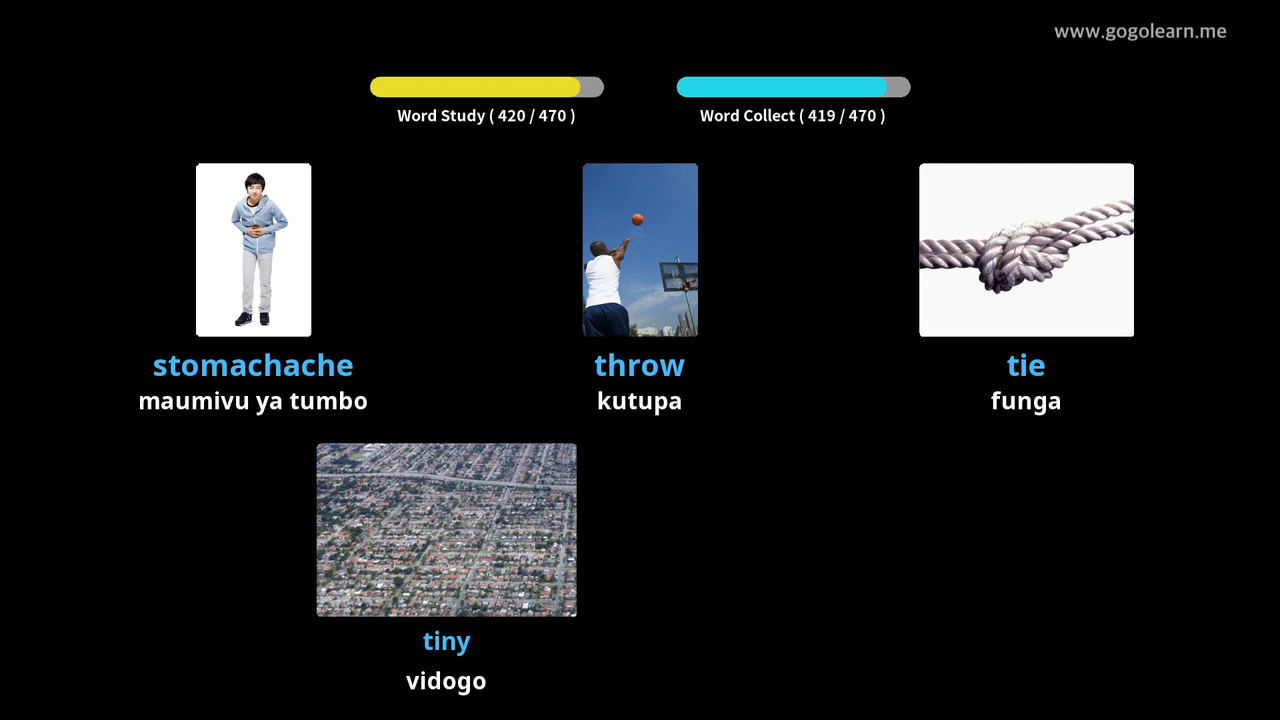 www.gogolearn.me
Word Study ( 420 / 470 )
Word Collect ( 419 / 470 )
stomachache
maumivu ya tumbo
throw
kutupa
tie
funga
tiny
vidogo